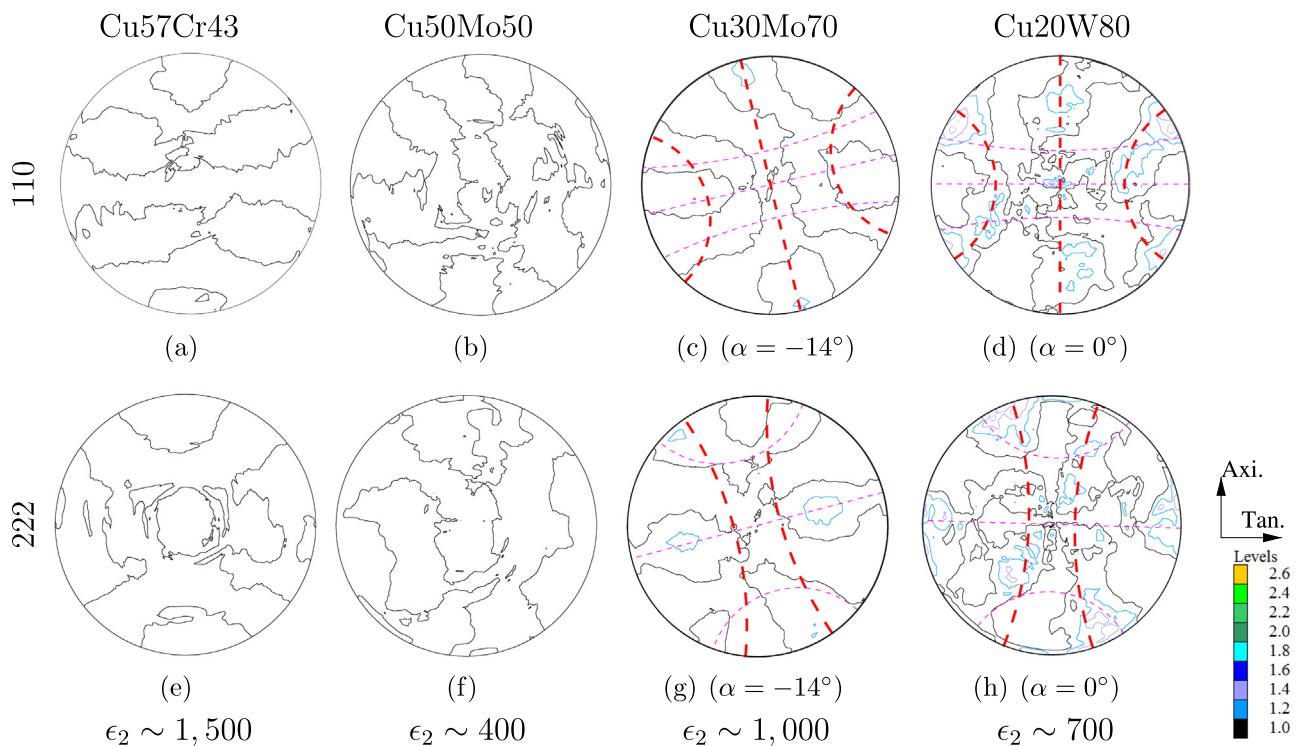 Cu57Cr43 Cu50Mo50 Cu30Mo70 Cu20W80
110
(a) (b) (c) (α = −14°) (d) (α = 0°)
222
Axi.
Tan.
Levels
2.6
2.4
2.2
2.0
1.8
1.6
1.4
1.2
1.0
(e) (f) (g) (α = −14°) (h) (α = 0°)
ϵ₂ ∼ 1,500 ϵ₂ ∼ 400 ϵ₂ ∼ 1,000 ϵ₂ ∼ 700